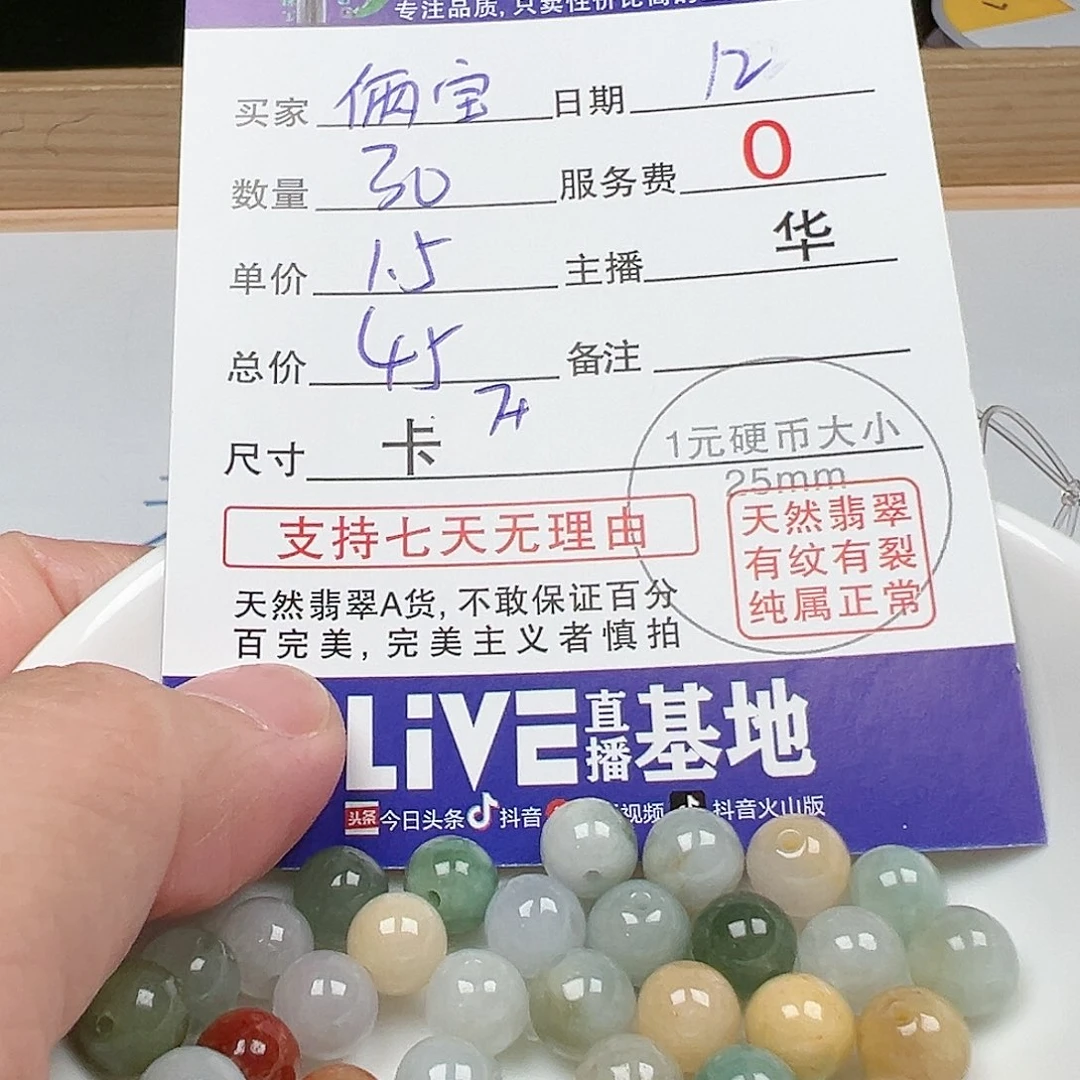 专注品质, 只卖性价比高的
买家 俩宝 日期 12
数量 30 服务费 0
单价 1.5 主播 华
总价 45 备注
尺寸 卡
1元硬币大小
25mm
支持七天无理由
天然翡翠
有纹有裂
纯属正常
天然翡翠A货, 不敢保证百分
百完美, 完美主义者慎拍
LiVE 直播 基地
头条 今日头条 抖音 视频 抖音火山版